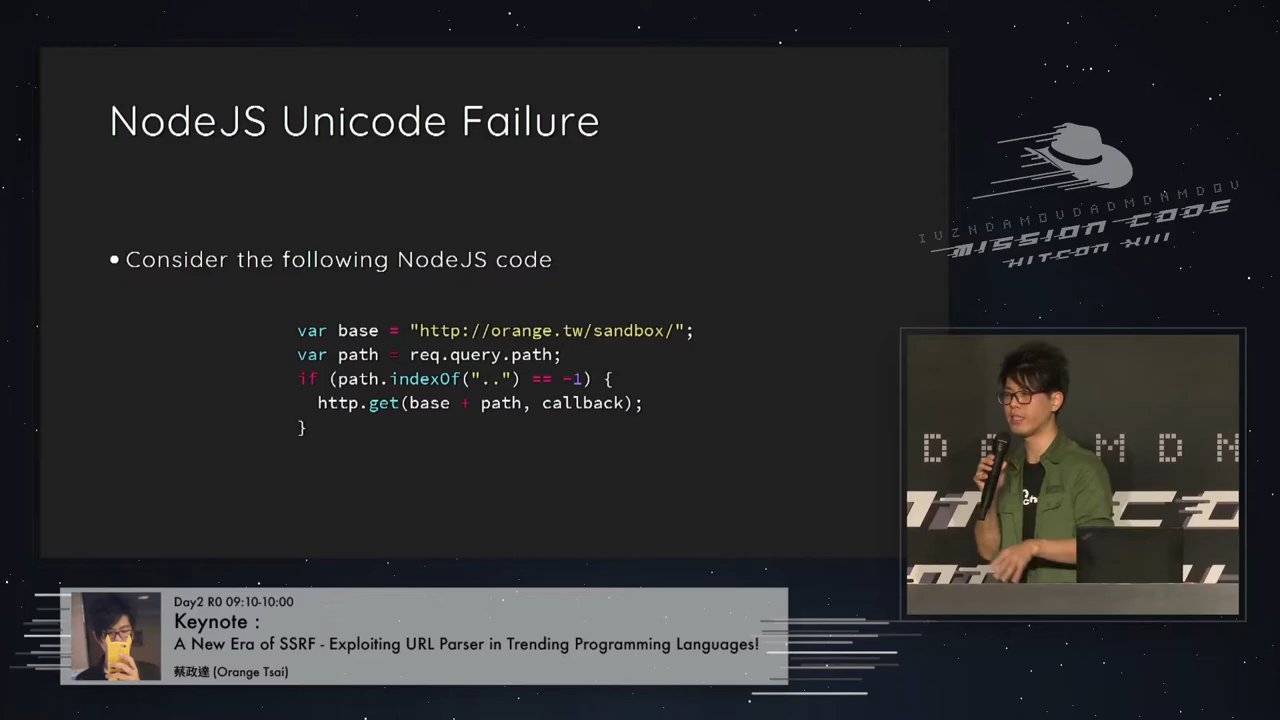 NodeJS Unicode Failure
• Consider the following NodeJS code
var base = "http://orange.tw/sandbox/";
var path = req.query.path;
if (path.indexOf("..") == -1) {
  http.get(base + path, callback);
}
IVZNDAMOVDADMDNMDQV
MISSION CODE
HITCON XIII
D
M D N
Day2 R0 09:10-10:00
Keynote :
A New Era of SSRF - Exploiting URL Parser in Trending Programming Languages!
蔡政達 (Orange Tsai)